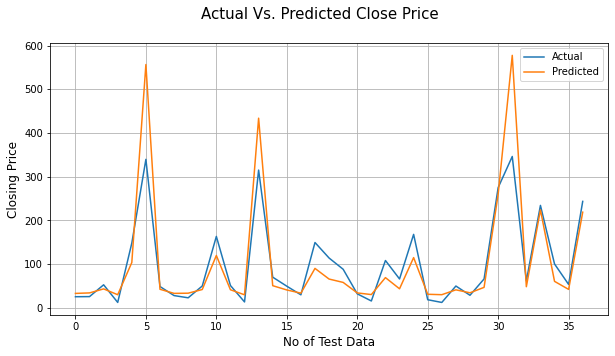 Actual Vs. Predicted Close Price
Actual
Predicted
600
500
400
300
200
100
0
Closing Price
0 5 10 15 20 25 30 35
No of Test Data